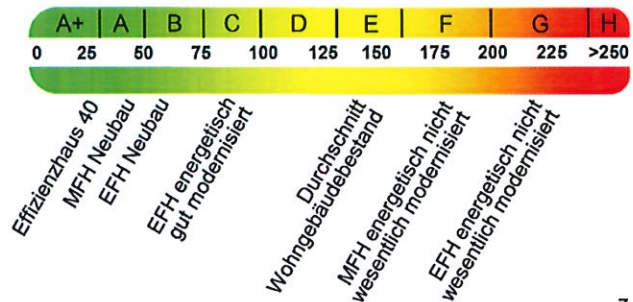 A+ A B C D E F G H
0 25 50 75 100 125 150 175 200 225 >250
Effizienzhaus 40
MFH Neubau
EFH Neubau
EFH energetisch
gut modernisiert
Durchschnitt
Wohngebäudebestand
MFH energetisch nicht
wesentlich modernisiert
EFH energetisch nicht
wesentlich modernisiert